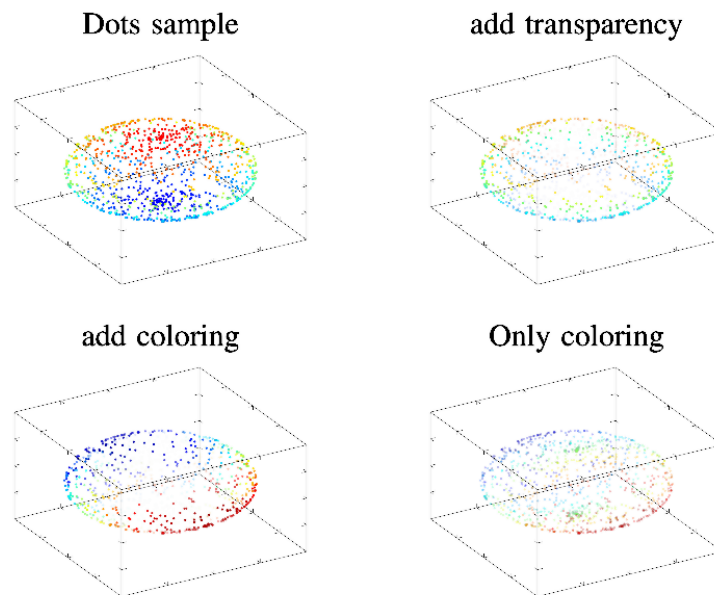 Dots sample
add transparency
add coloring
Only coloring